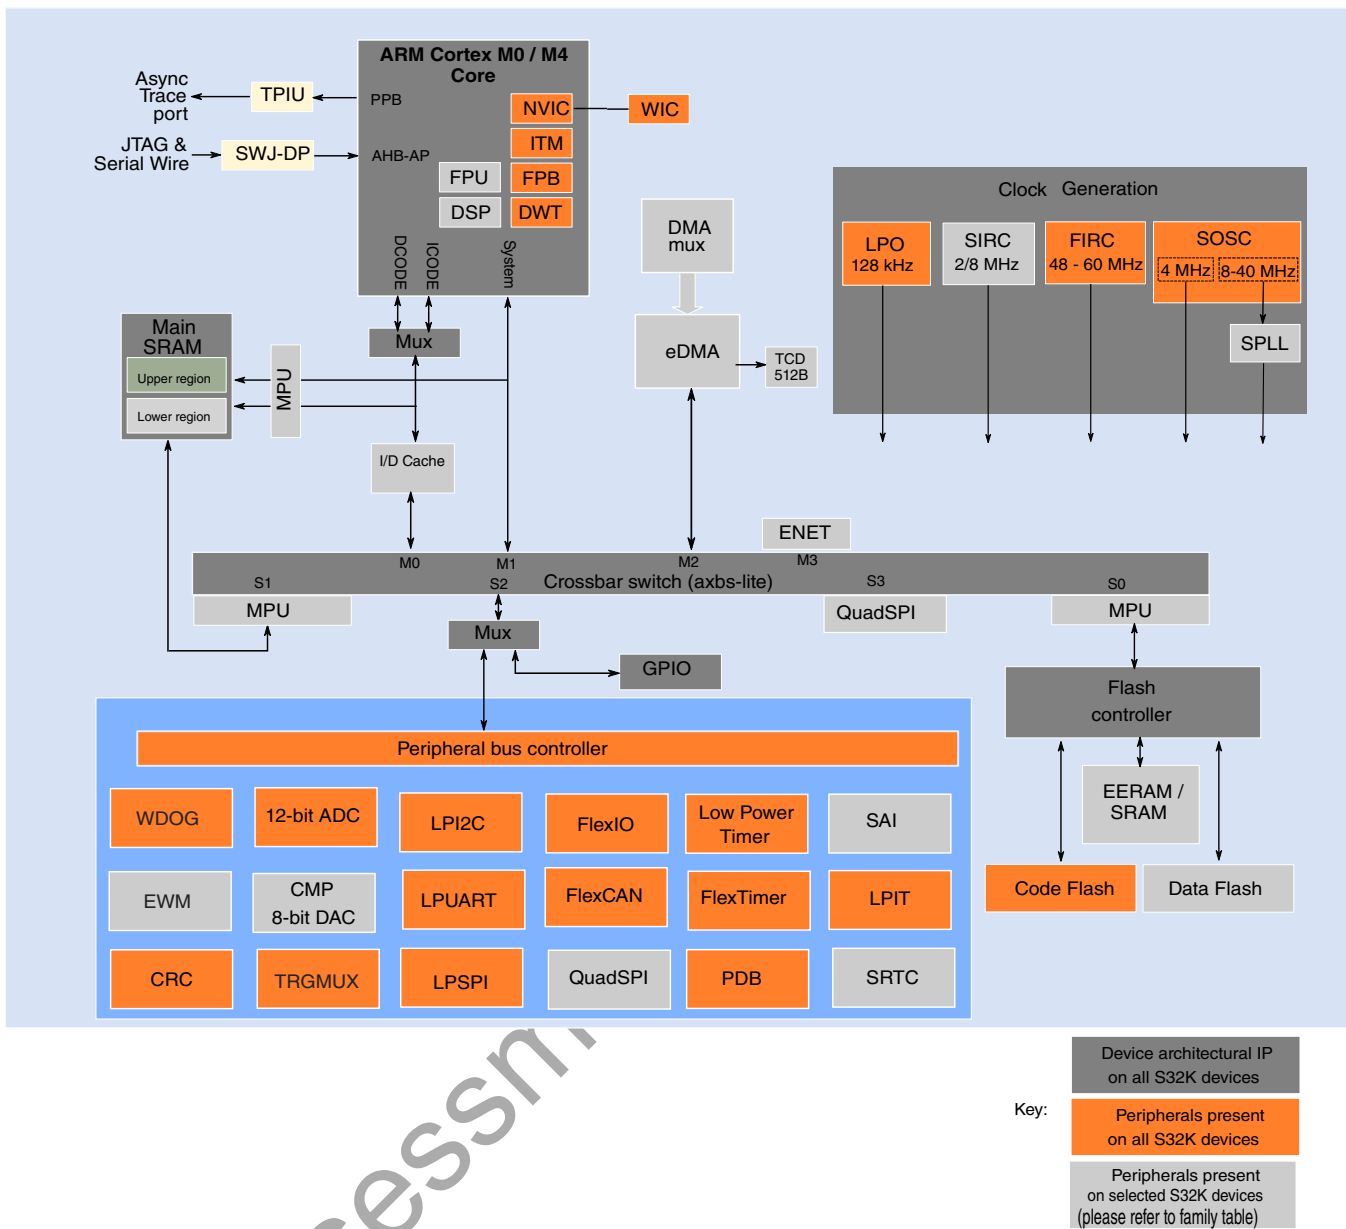 ARM Cortex M0 / M4
Core
Async
Trace
port
TPIU
PPB
JTAG &
Serial Wire
SWJ-DP
AHB-AP
NVIC
WIC
ITM
FPU
FPB
DSP
DWT
DCODE
ICODE
System
Mux
Main
SRAM
Upper region
Lower region
MPU
I/D Cache
DMA
mux
eDMA
TCD
512B
Clock Generation
LPO
128 kHz
SIRC
2/8 MHz
FIRC
48 - 60 MHz
SOSC
4 MHz
8-40 MHz
SPLL
ENET
M0
M1
M2
M3
S1
S2
Crossbar switch (axbs-lite)
S3
S0
MPU
QuadSPI
MPU
Mux
GPIO
Flash
controller
EERAM /
SRAM
Code Flash
Data Flash
Peripheral bus controller
WDOG
12-bit ADC
LPI2C
FlexIO
Low Power
Timer
SAI
EWM
CMP
8-bit DAC
LPUART
FlexCAN
FlexTimer
LPIT
CRC
TRGMUX
LPSPI
QuadSPI
PDB
SRTC
Key:
Device architectural IP
on all S32K devices
Peripherals present
on all S32K devices
Peripherals present
on selected S32K devices
(please refer to family table)